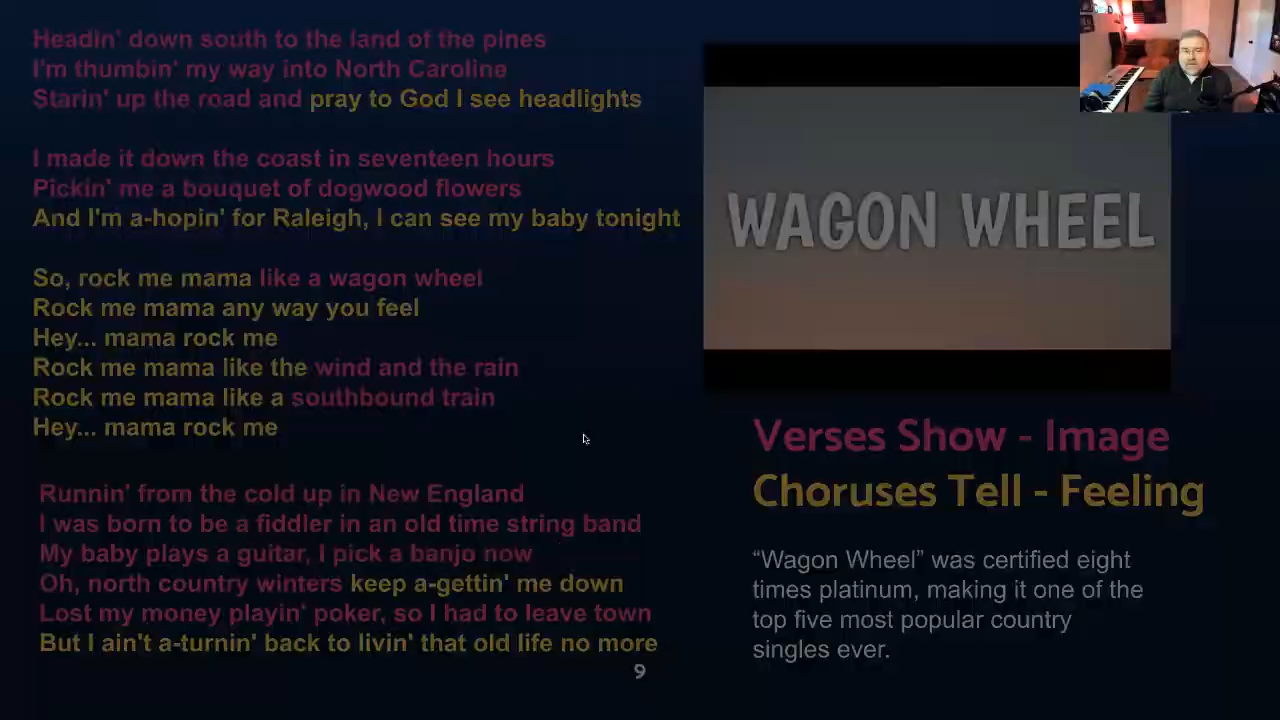 Headin' down south to the land of the pines
I'm thumbin' my way into North Caroline
Starin' up the road and pray to God I see headlights
I made it down the coast in seventeen hours
Pickin' me a bouquet of dogwood flowers
And I'm a-hopin' for Raleigh, I can see my baby tonight
So, rock me mama like a wagon wheel
Rock me mama any way you feel
Hey... mama rock me
Rock me mama like the wind and the rain
Rock me mama like a southbound train
Hey... mama rock me
Runnin' from the cold up in New England
I was born to be a fiddler in an old time string band
My baby plays a guitar, I pick a banjo now
Oh, north country winters keep a-gettin' me down
Lost my money playin' poker, so I had to leave town
But I ain't a-turnin' back to livin' that old life no more
9
WAGON WHEEL
Verses Show - Image
Choruses Tell - Feeling
“Wagon Wheel” was certified eight
times platinum, making it one of the
top five most popular country
singles ever.